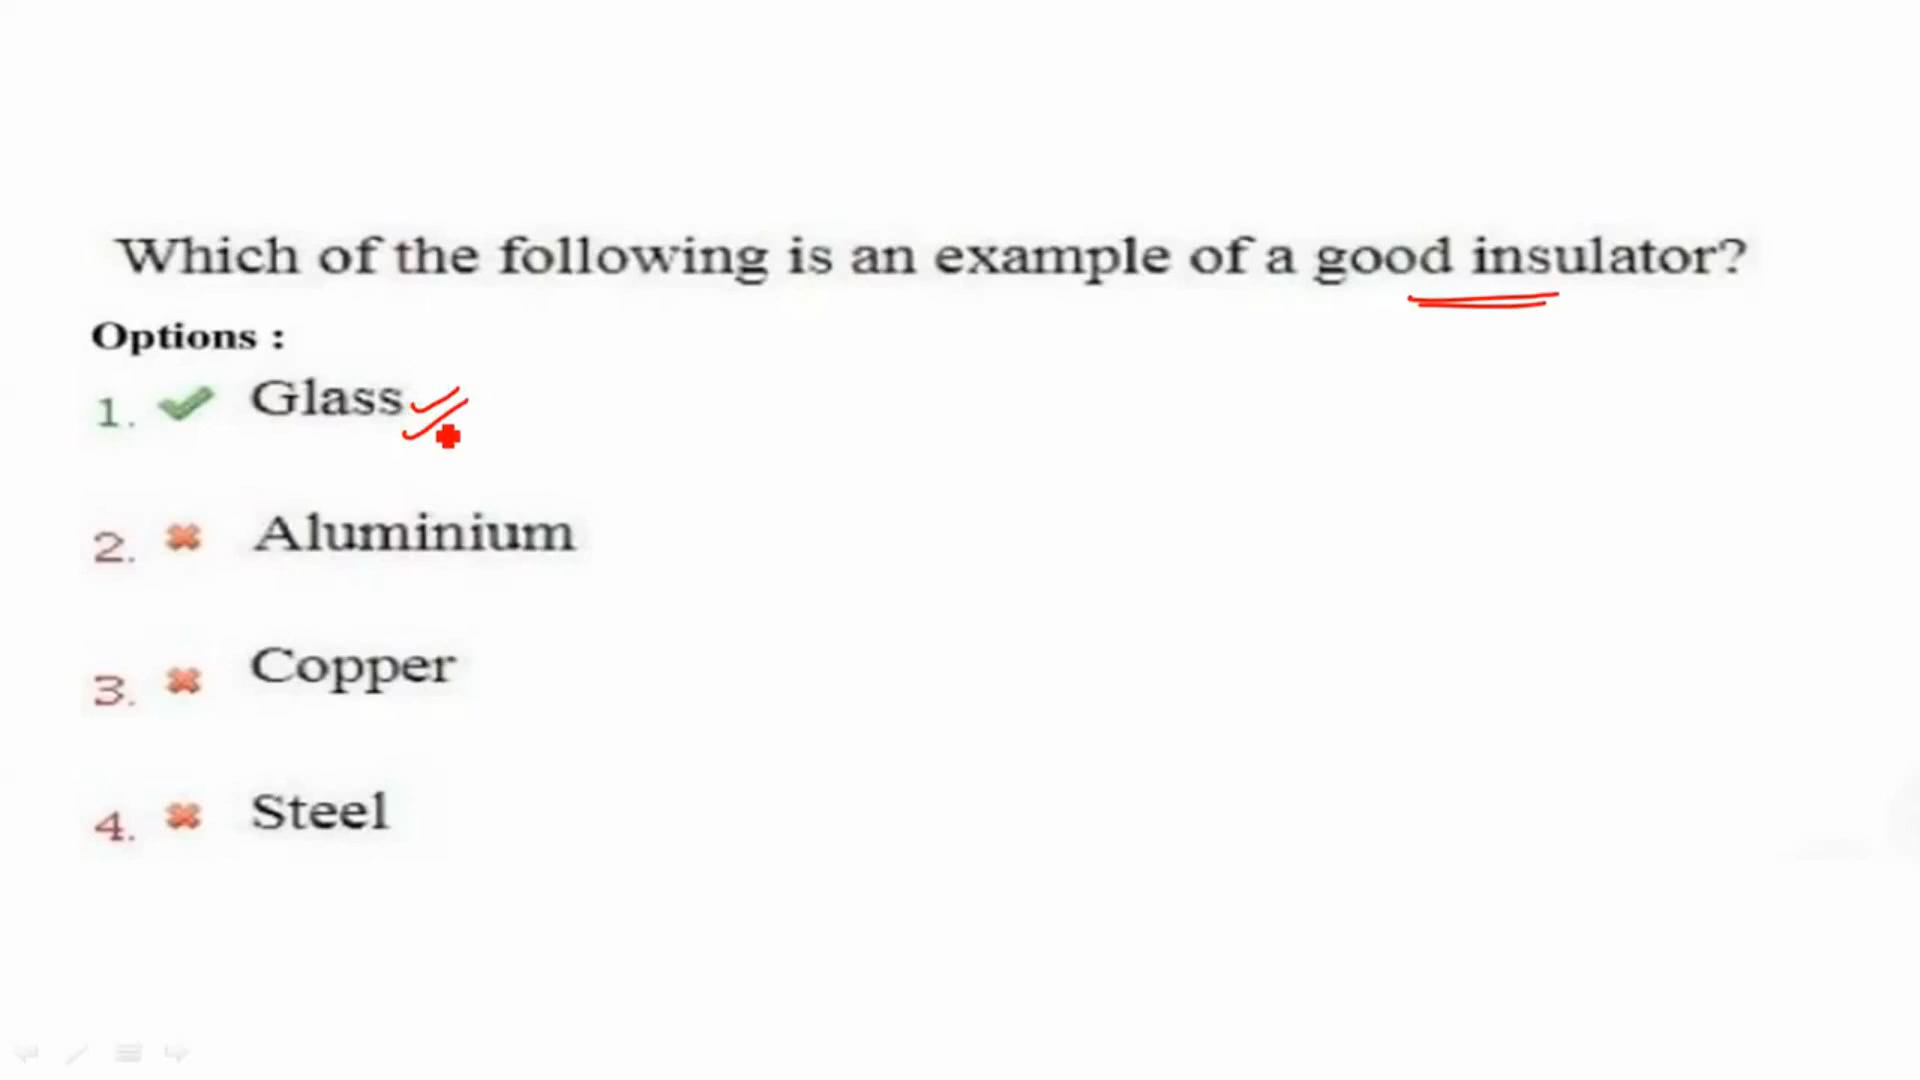 Which of the following is an example of a good insulator?
Options :
1. Glass
2. Aluminium
3. Copper
4. Steel